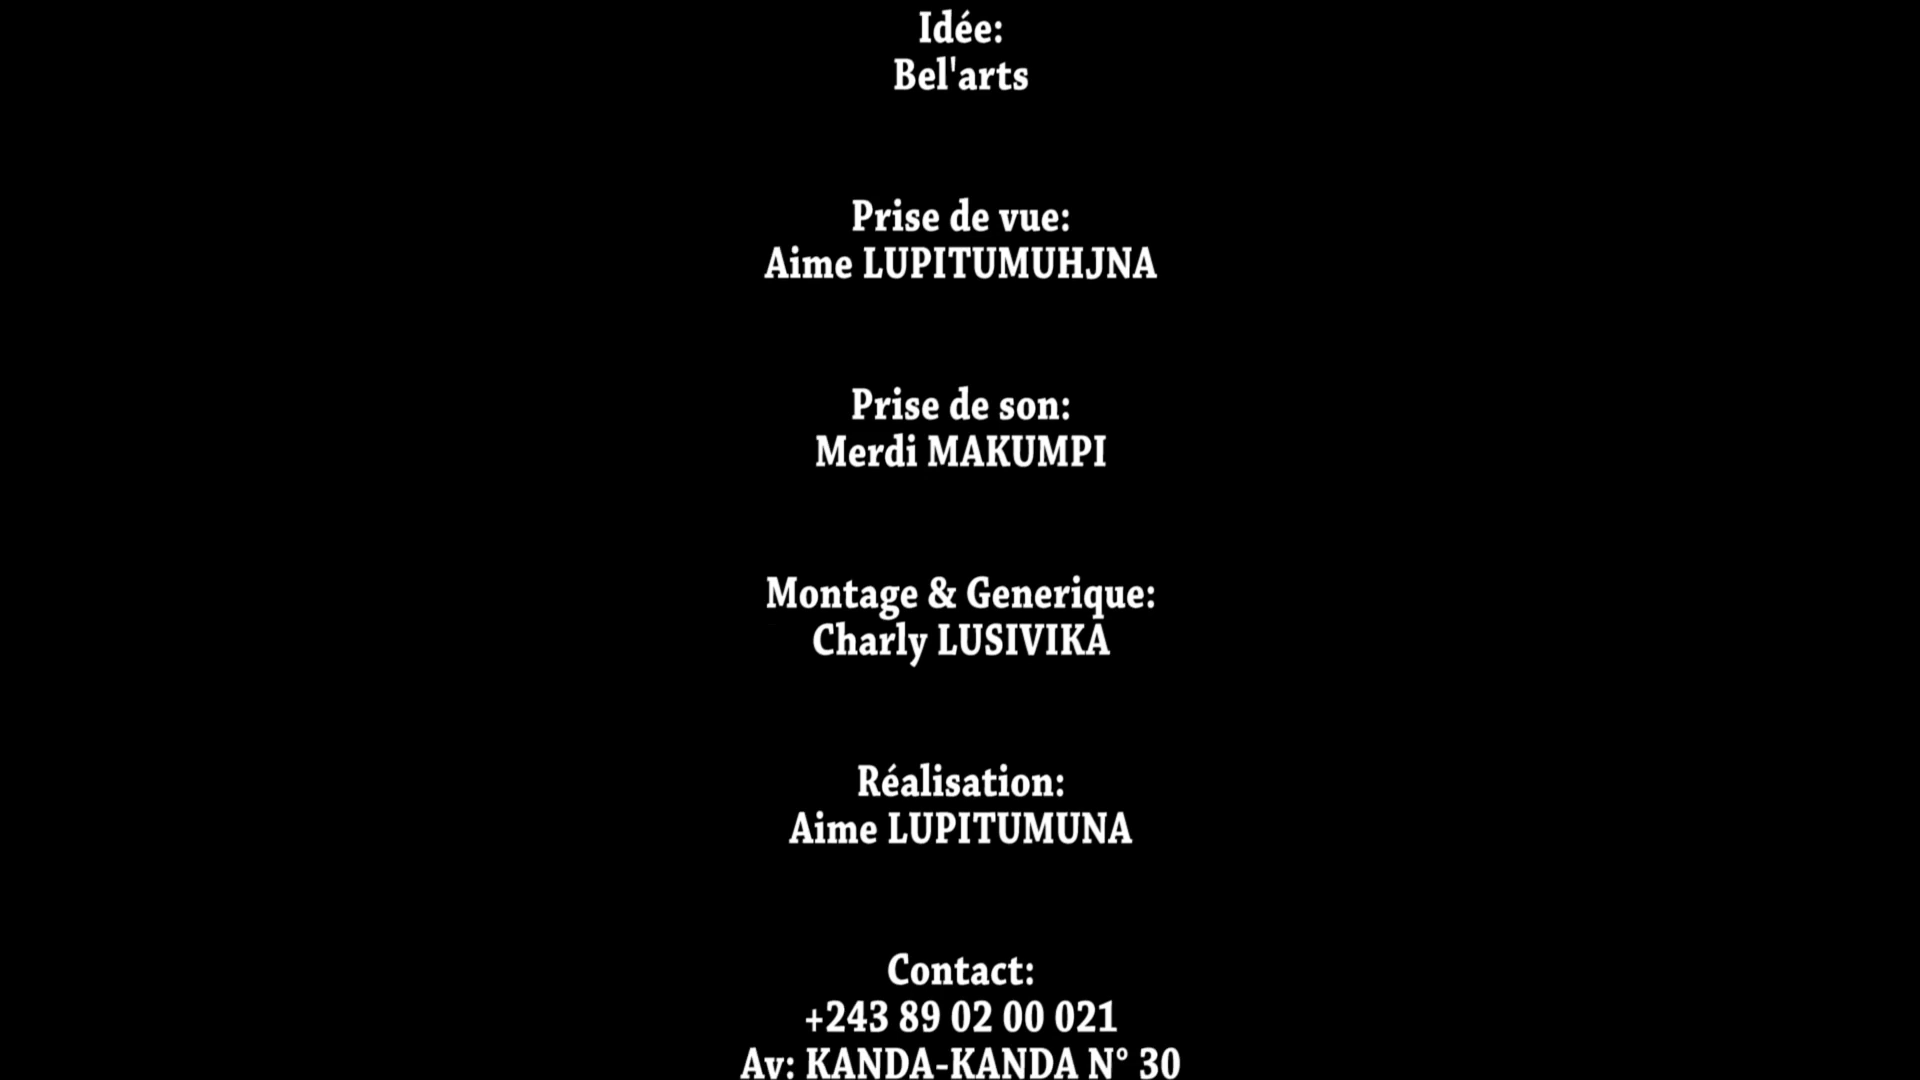 Idée:
Bel'arts
Prise de vue:
Aime LUPITUMUHJNA
Prise de son:
Merdi MAKUMPI
Montage & Generique:
Charly LUSIVIKA
Réalisation:
Aime LUPITUMUNA
Contact:
+243 89 02 00 021
Av: KANDA-KANDA N° 30